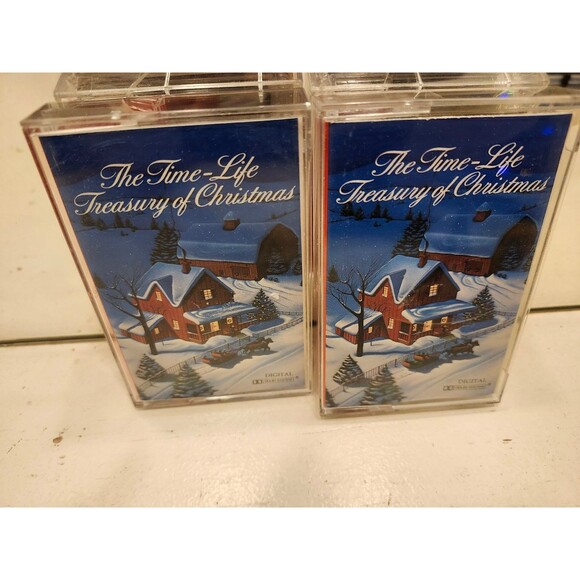 The Time-Life
Treasury of Christmas
DIGITAL
The Time-Life
Treasury of Christmas
DIGITAL